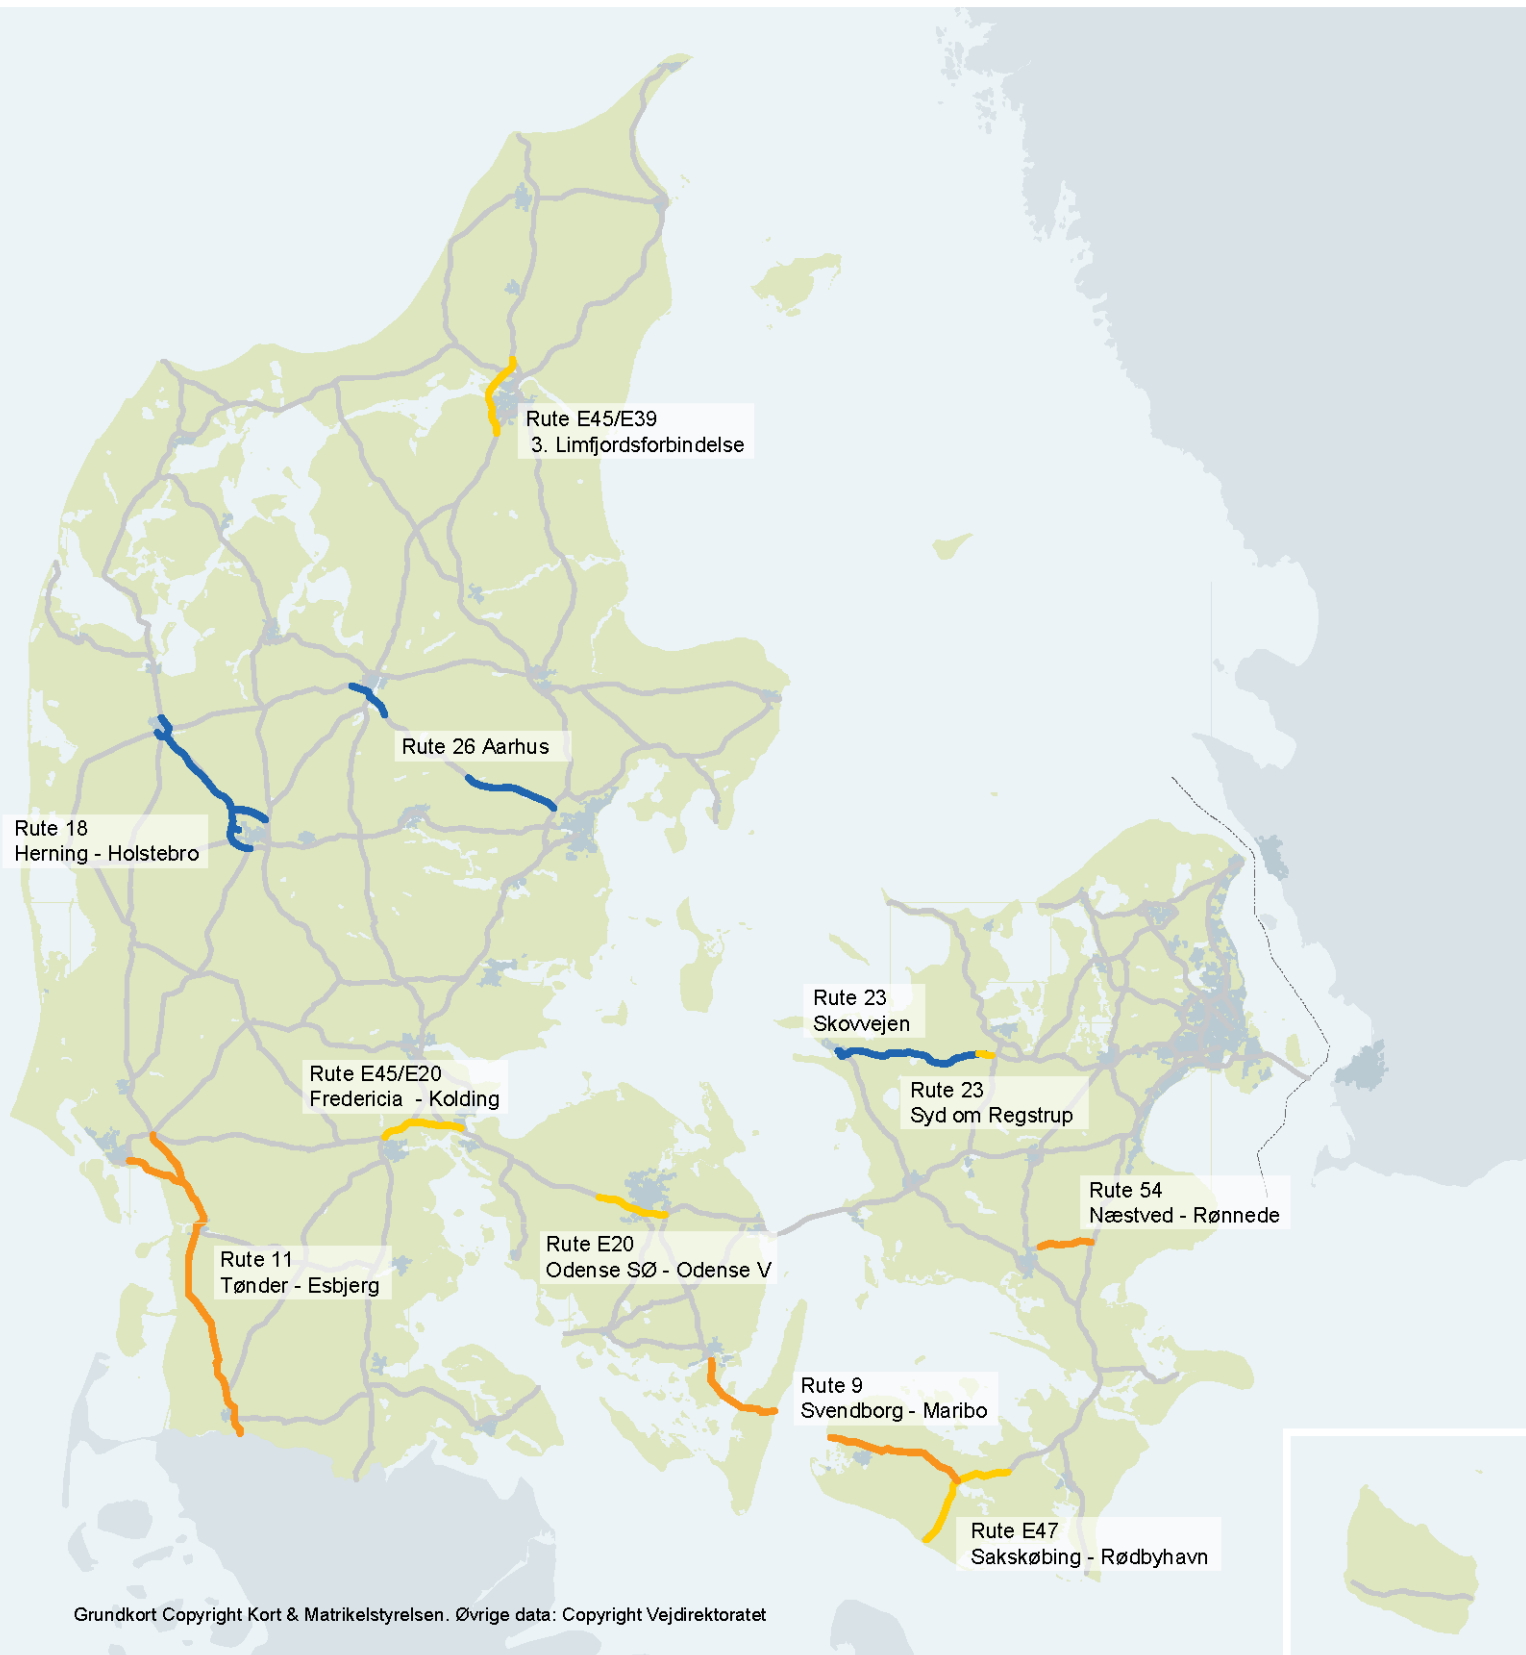 Rute E45/E39
3. Limfjordsforbindelse
Rute 26 Aarhus
Rute 18
Herning - Holstebro
Rute 23
Skovvejen
Rute E45/E20
Fredericia - Kolding
Rute 23
Syd om Regstrup
Rute 54
Næstved - Rønnede
Rute E20
Odense SØ - Odense V
Rute 11
Tønder - Esbjerg
Rute 9
Svendborg - Maribo
Rute E47
Sakskøbing - Rødbyhavn
Grundkort Copyright Kort & Matrikelstyrelsen. Øvrige data: Copyright Vejdirektoratet